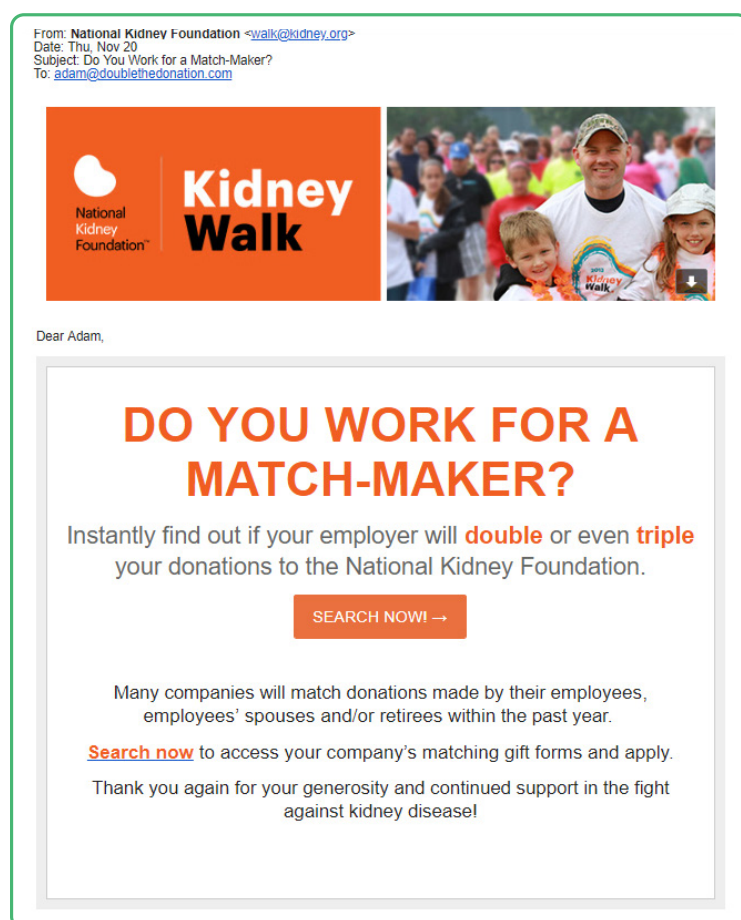 From: National Kidney Foundation <walk@kidney.org>
Date: Thu, Nov 20
Subject: Do You Work for a Match-Maker?
To: adam@doublethedonation.com
National
Kidney
Foundation™
Kidney
Walk
2012
Kidney
Walk
Dear Adam,
DO YOU WORK FOR A
MATCH-MAKER?
Instantly find out if your employer will double or even triple
your donations to the National Kidney Foundation.
SEARCH NOW! →
Many companies will match donations made by their employees,
employees’ spouses and/or retirees within the past year.
Search now to access your company’s matching gift forms and apply.
Thank you again for your generosity and continued support in the fight
against kidney disease!